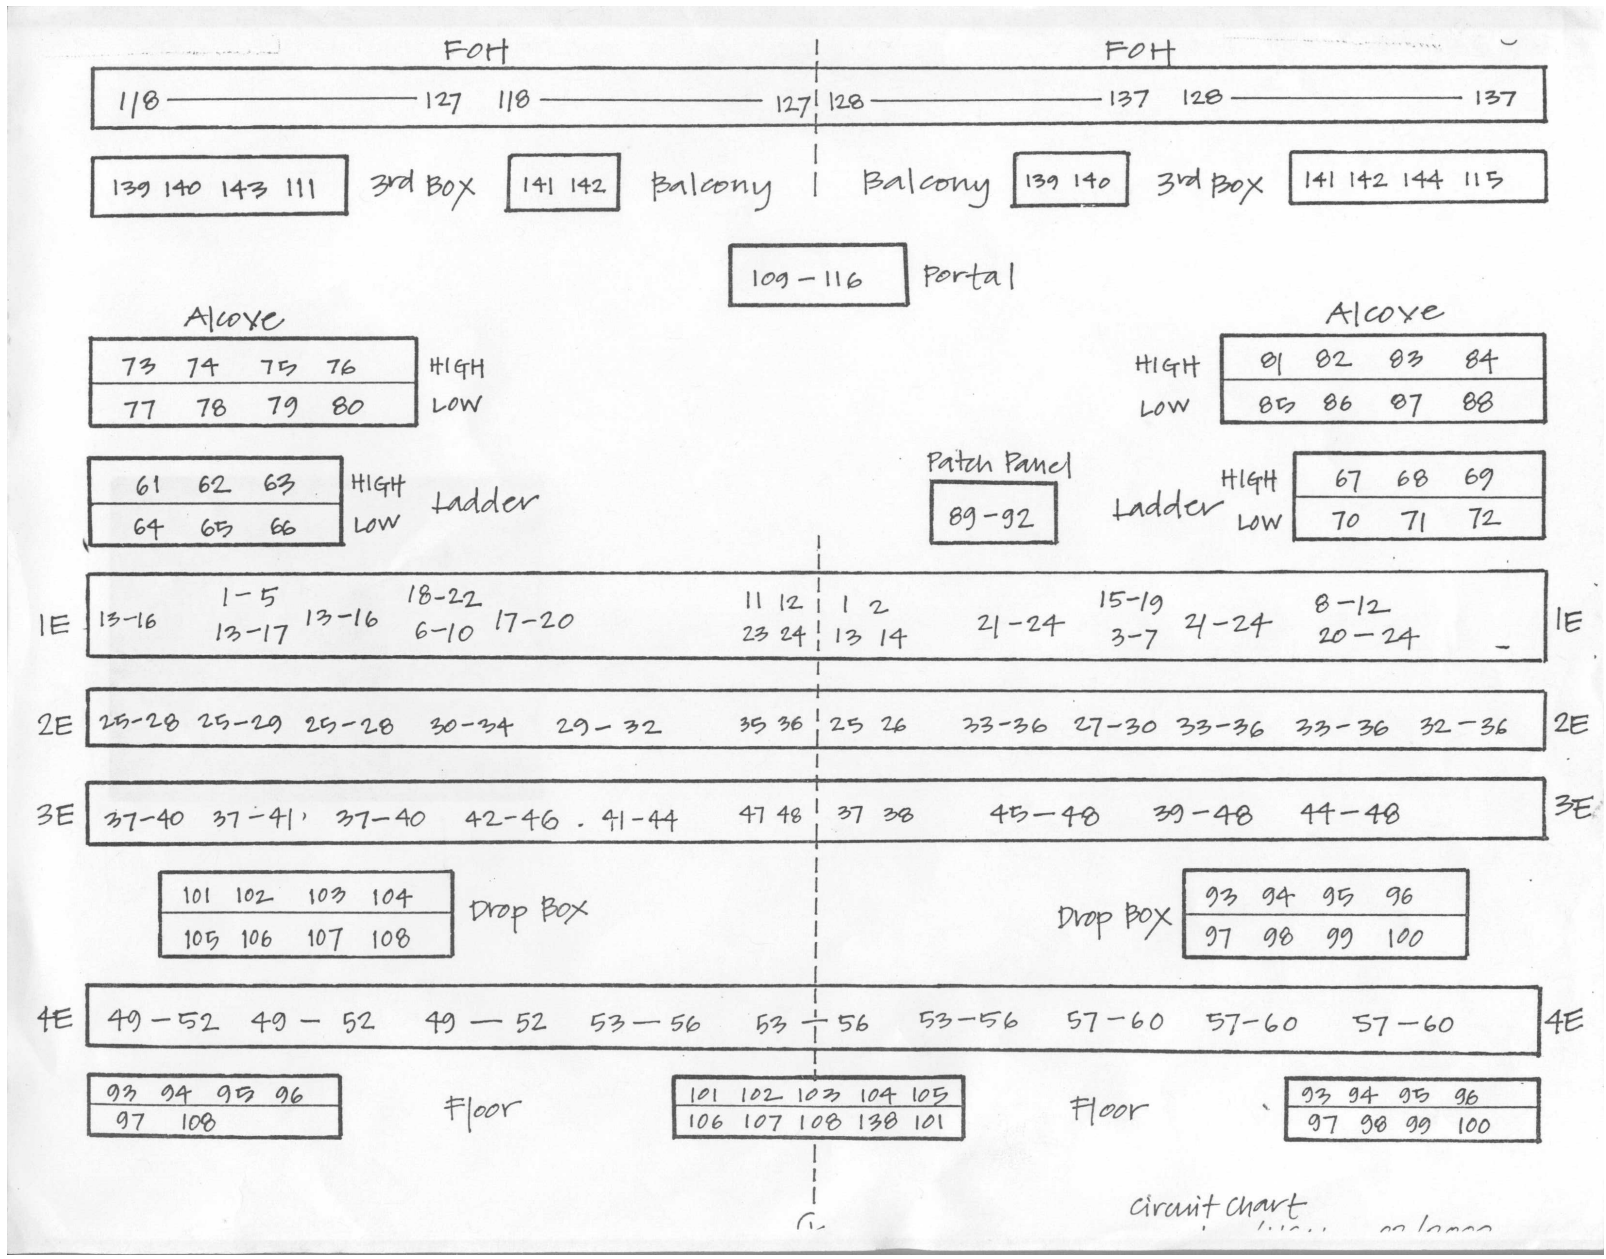 FOH FOH
118 — 127 118 — 127 128 — 137 128 — 137
139 140 143 111 3rd Box 141 142 Balcony Balcony 139 140 3rd Box 141 142 144 115
109 - 116 Portal
Alcove Alcove
73 74 75 76 HIGH HIGH 81 82 83 84
77 78 79 80 LOW LOW 85 86 87 88
Patch Panel
61 62 63 HIGH HIGH 67 68 69
Ladder Ladder
89-92
64 65 66 LOW LOW 70 71 72
1-5 18-22 11 12 1 2 15-19 8-12
1E 13-16 13-16 17-20 21-24 21-24 1E
13-17 6-10 23 24 13 14 3-7 20-24
2E 25-28 25-29 25-28 30-34 29-32 35 36 25 26 33-36 27-30 33-36 33-36 32-36 2E
3E 37-40 37-41 37-40 42-46 41-44 47 48 37 38 45-48 39-48 44-48 3E
101 102 103 104 93 94 95 96
Drop Box Drop Box
105 106 107 108 97 98 99 100
4E 49-52 49-52 49-52 53-56 53-56 53-56 57-60 57-60 57-60 4E
93 94 95 96 101 102 103 104 105 93 94 95 96
Floor Floor
97 108 106 107 108 138 101 97 98 99 100
Circuit Chart